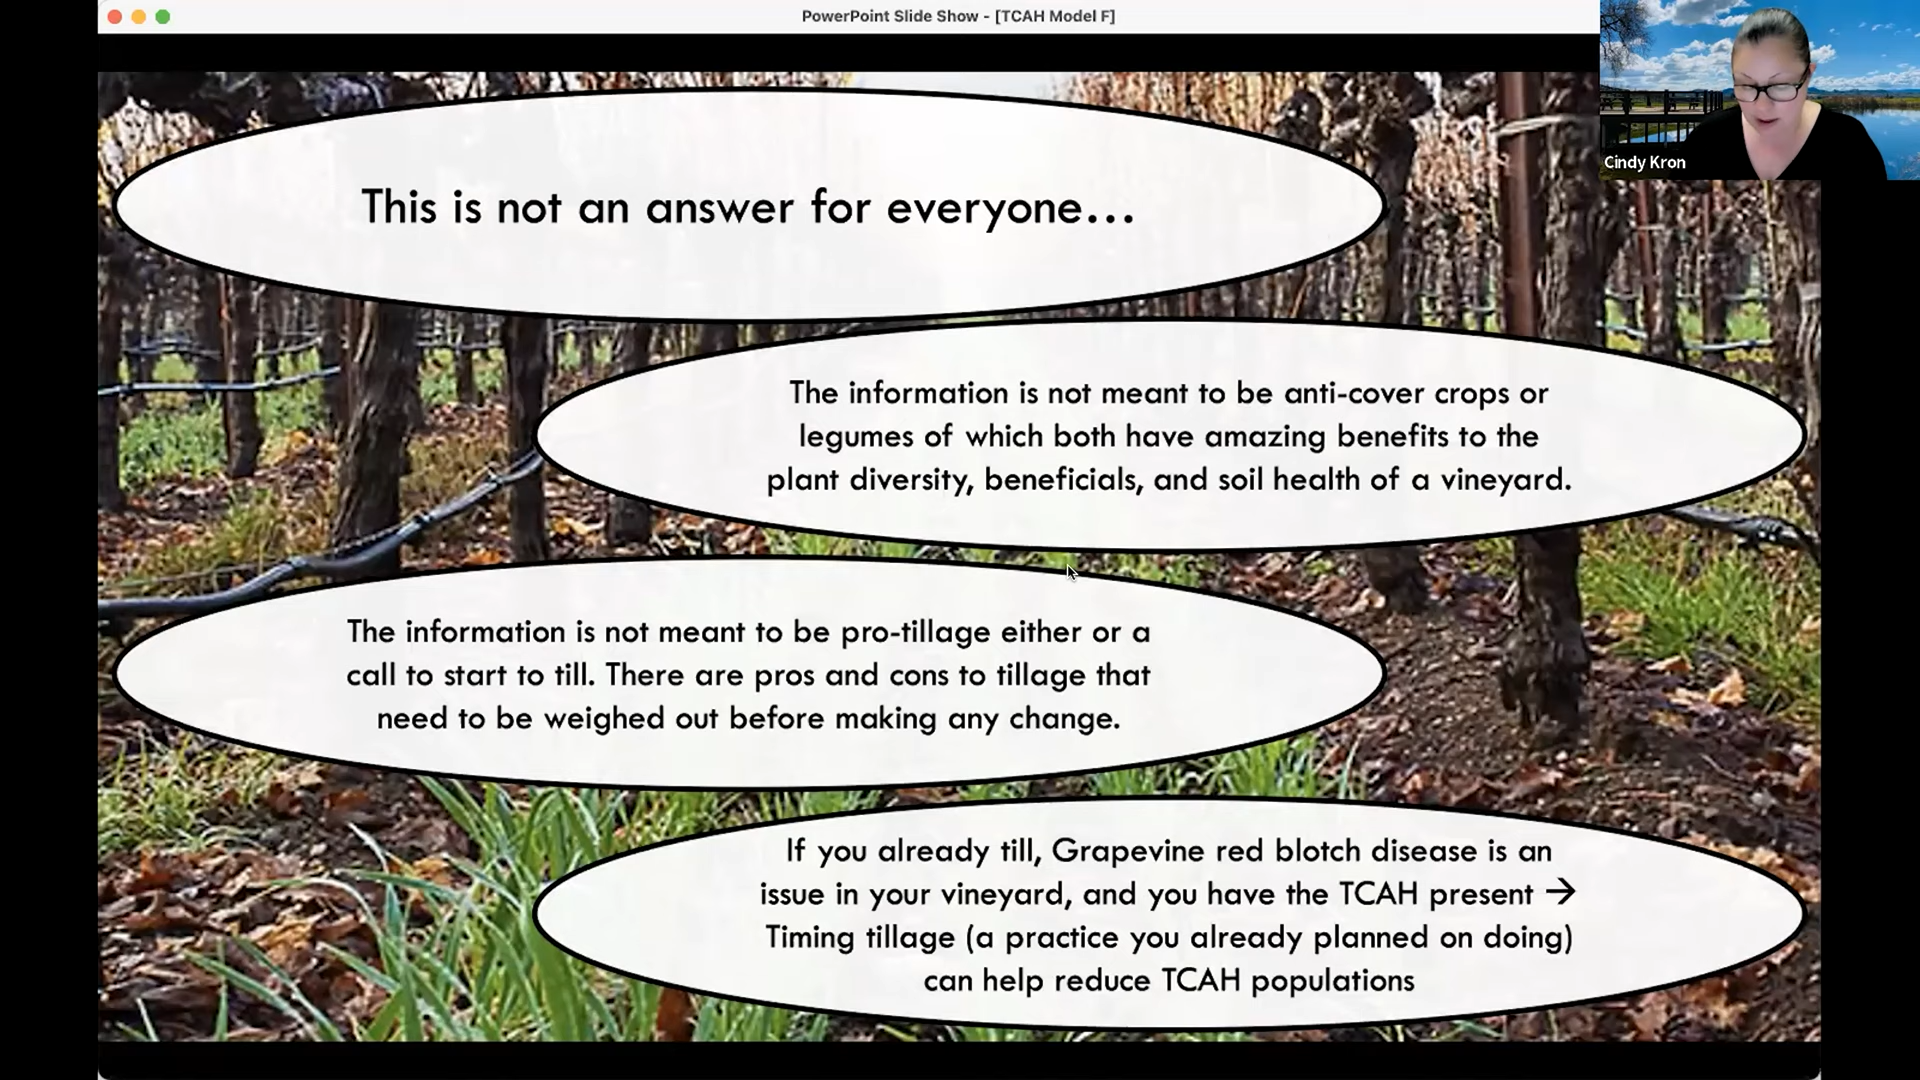 PowerPoint Slide Show - [TCAH Model F]
Cindy Kron
This is not an answer for everyone...
The information is not meant to be anti-cover crops or
legumes of which both have amazing benefits to the
plant diversity, beneficials, and soil health of a vineyard.
The information is not meant to be pro-tillage either or a
call to start to till. There are pros and cons to tillage that
need to be weighed out before making any change.
If you already till, Grapevine red blotch disease is an
issue in your vineyard, and you have the TCAH present →
Timing tillage (a practice you already planned on doing)
can help reduce TCAH populations